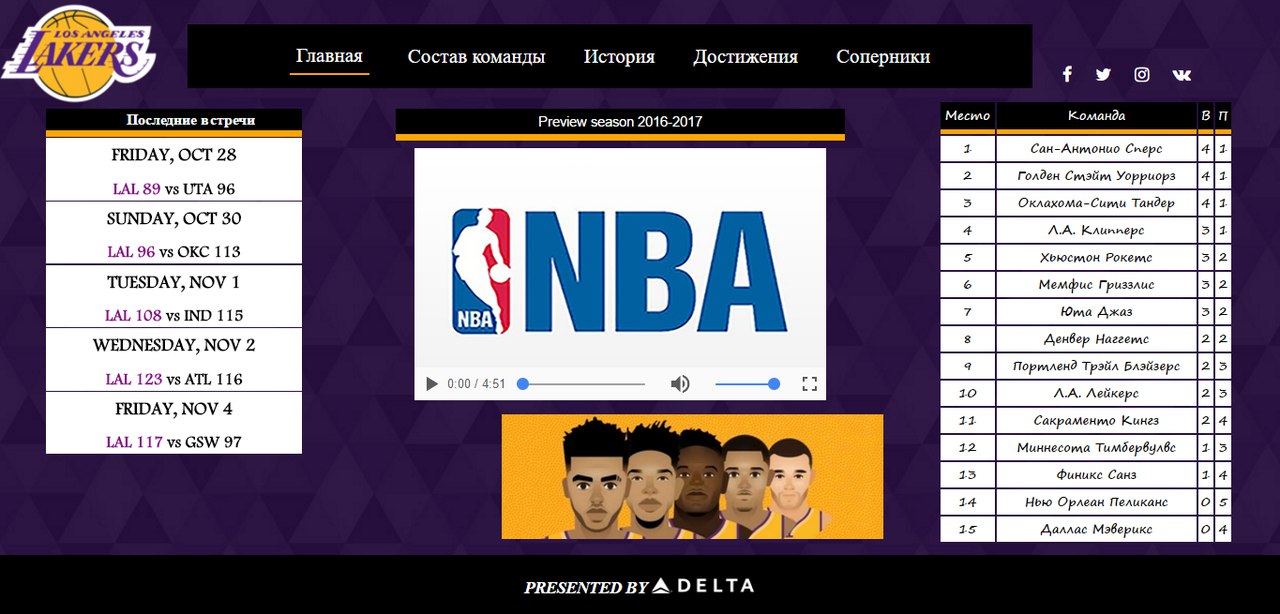 LOS ANGELES
LAKERS
Главная Состав команды История Достижения Соперники
Последние встречи
FRIDAY, OCT 28
LAL 89 vs UTA 96
SUNDAY, OCT 30
LAL 96 vs OKC 113
TUESDAY, NOV 1
LAL 108 vs IND 115
WEDNESDAY, NOV 2
LAL 123 vs ATL 116
FRIDAY, NOV 4
LAL 117 vs GSW 97
Preview season 2016-2017
NBA
NBA
0:00 / 4:51
Место Команда В П
1 Сан-Антонио Сперс 4 1
2 Голден Стэйт Уорриорз 4 1
3 Оклахома-Сити Тандер 4 1
4 Л.А. Клипперс 3 1
5 Хьюстон Рокетс 3 2
6 Мемфис Гриззлис 3 2
7 Юта Джаз 3 2
8 Денвер Наггетс 2 2
9 Портленд Трэйл Блэйзерс 2 3
10 Л.А. Лейкерс 2 3
11 Сакраменто Кингз 2 4
12 Миннесота Тимбервулвс 1 3
13 Финикс Санз 1 4
14 Нью Орлеан Пеликанс 0 5
15 Даллас Мэверикс 0 4
PRESENTED BY DELTA